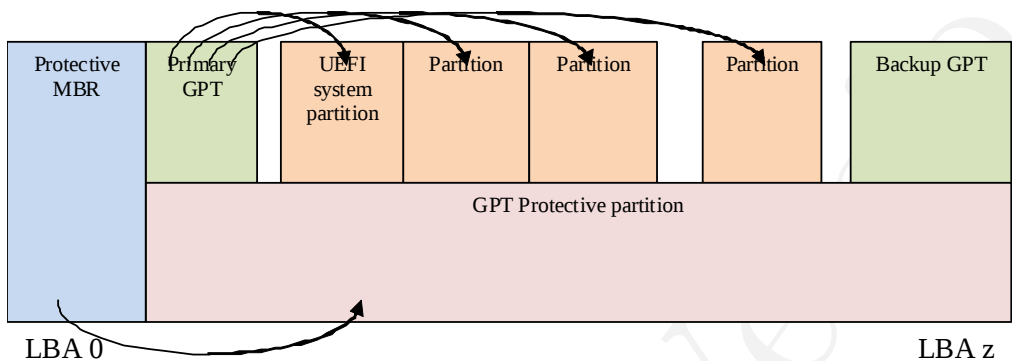 Protective
MBR
Primary
GPT
UEFI
system
partition
Partition
Partition
Partition
Backup GPT
GPT Protective partition
LBA 0
LBA z